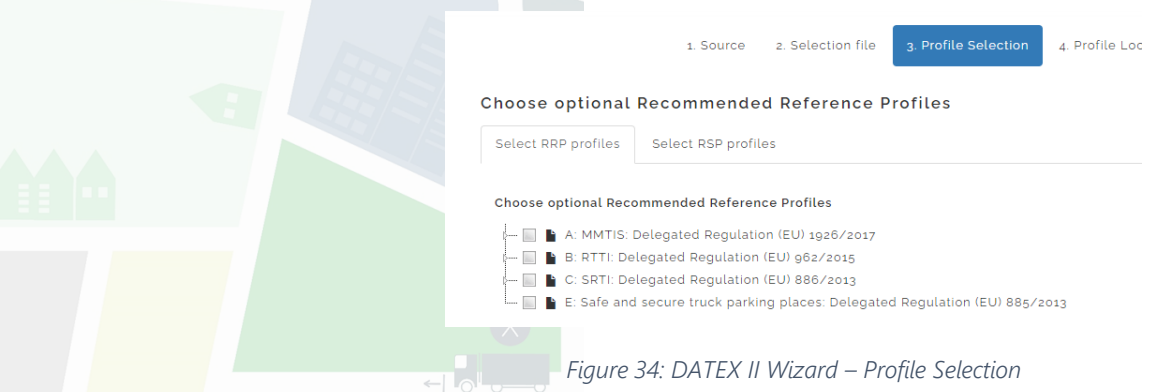 1. Source 2. Selection file 3. Profile Selection 4. Profile Loc
Choose optional Recommended Reference Profiles
Select RRP profiles Select RSP profiles
Choose optional Recommended Reference Profiles
A: MMTIS: Delegated Regulation (EU) 1926/2017
B: RTTI: Delegated Regulation (EU) 962/2015
C: SRTI: Delegated Regulation (EU) 886/2013
E: Safe and secure truck parking places: Delegated Regulation (EU) 885/2013
Figure 34: DATEX II Wizard – Profile Selection